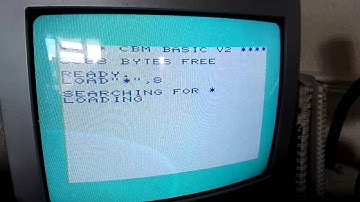 CBM BASIC V2 ****
BYTES FREE
READY.
LOAD"*",8
SEARCHING FOR *
LOADING